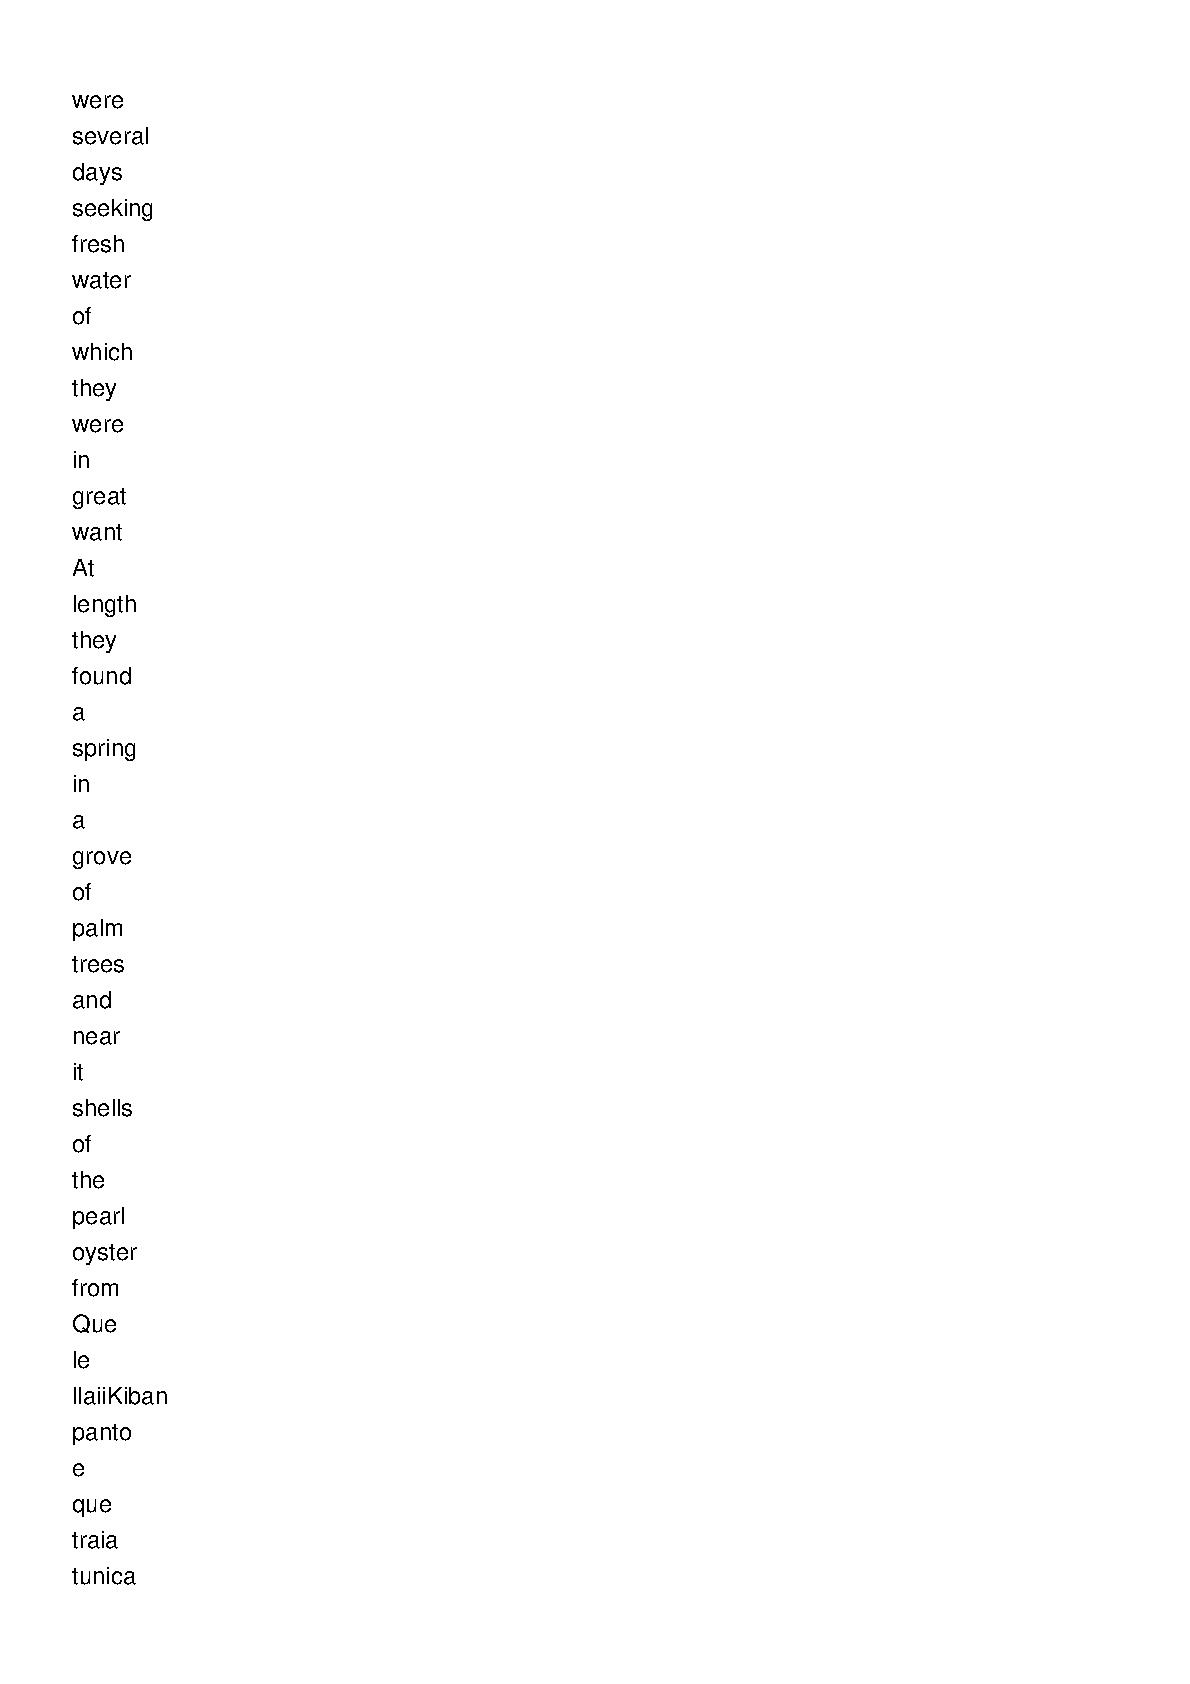 were
several
days
seeking
fresh
water
of
which
they
were
in
great
want
At
length
they
found
a
spring
in
a
grove
of
palm
trees
and
near
it
shells
of
the
pearl
oyster
from
Que
le
llaiiKiban
panto
e
que
traia
tunica